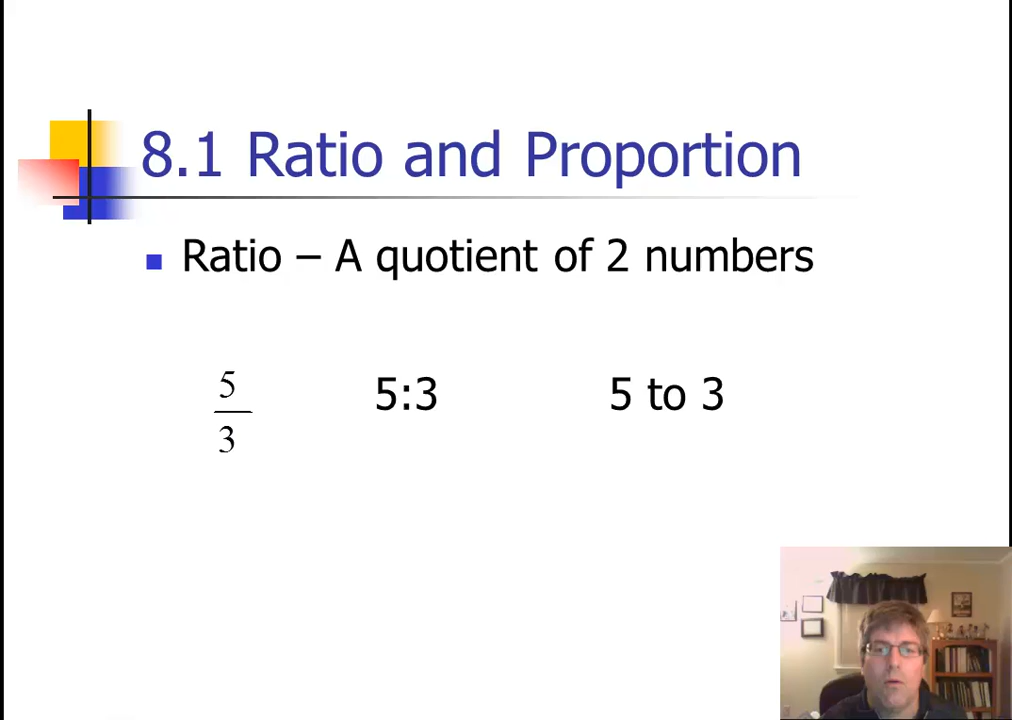 8.1 Ratio and Proportion
Ratio – A quotient of 2 numbers
5
3
5:3
5 to 3